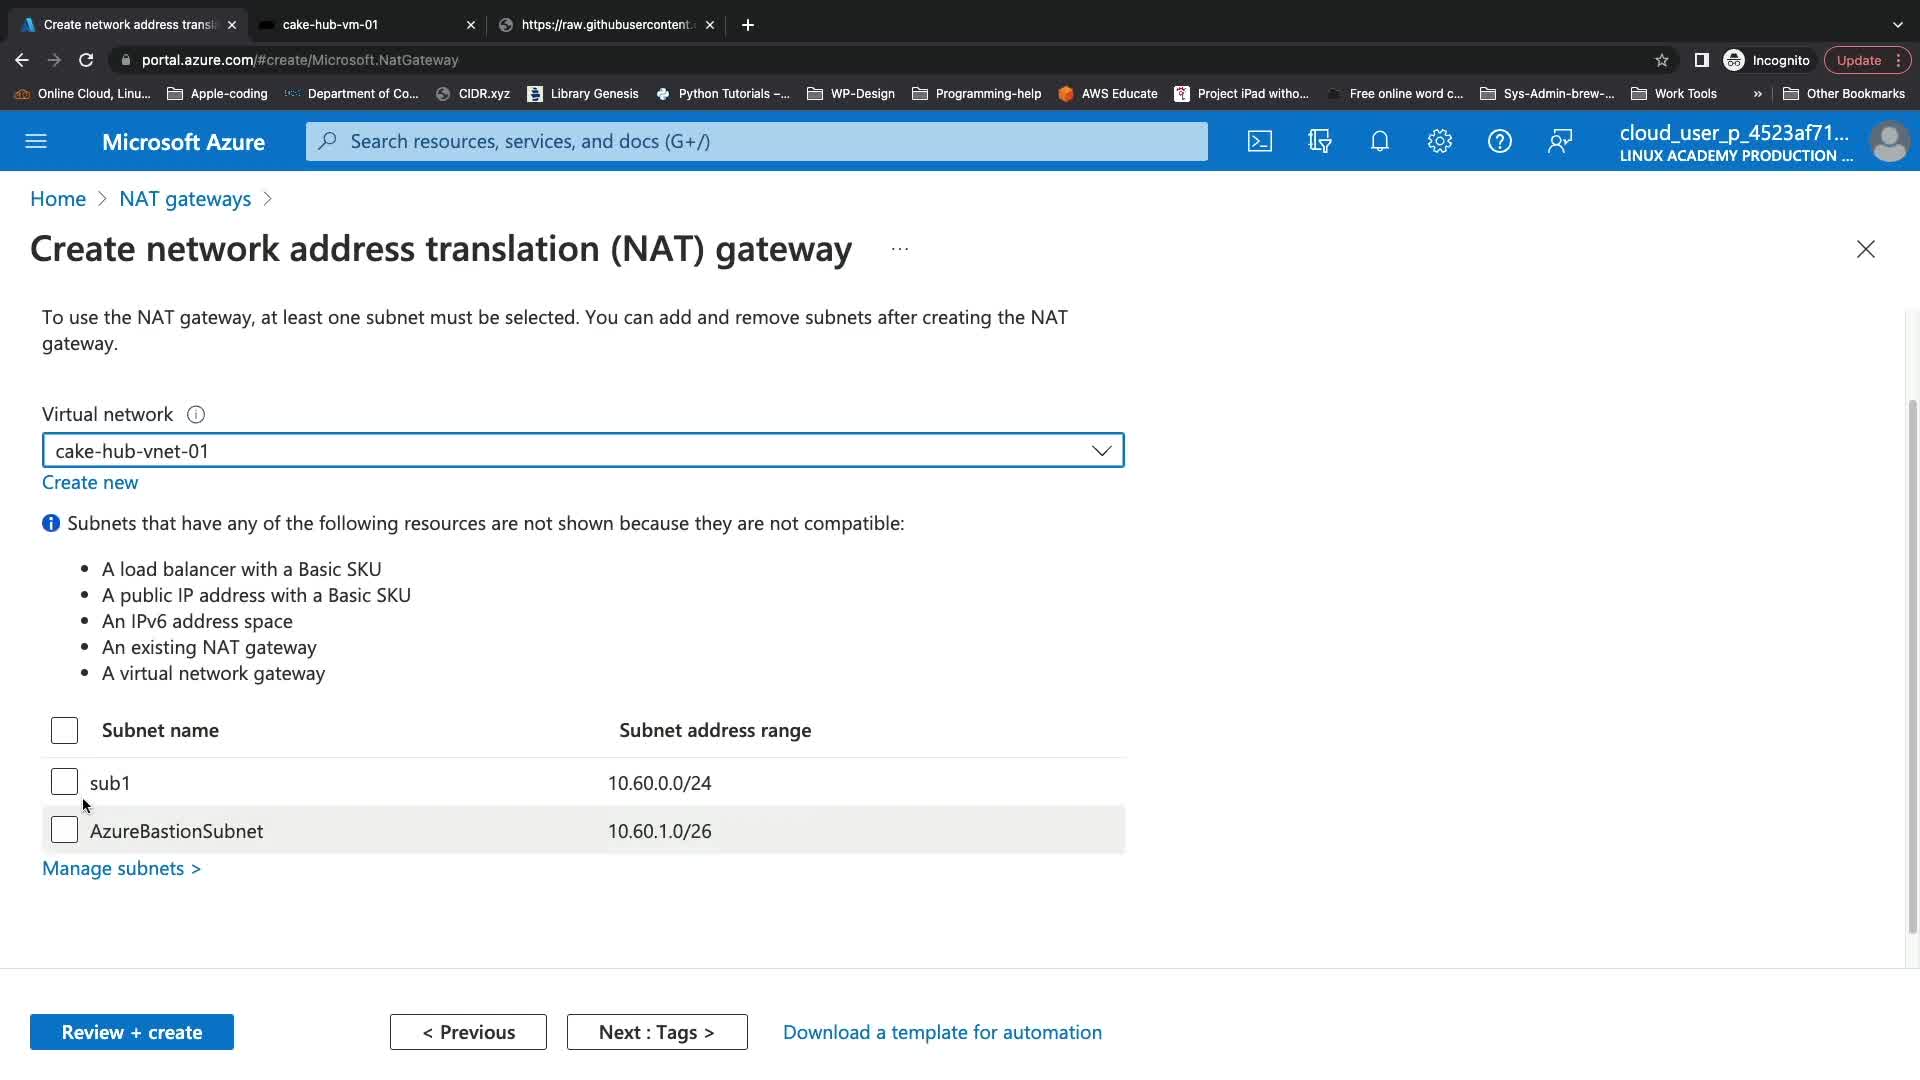 Create network address transl
cake-hub-vm-01
https://raw.githubusercontent.
portal.azure.com/#create/Microsoft.NatGateway
Incognito
Update
Online Cloud, Linu...
Apple-coding
Department of Co...
CIDR.xyz
Library Genesis
Python Tutorials –...
WP-Design
Programming-help
AWS Educate
Project iPad witho...
Free online word c...
Sys-Admin-brew-...
Work Tools
»
Other Bookmarks
Microsoft Azure
Search resources, services, and docs (G+/)
cloud_user_p_4523af71...
LINUX ACADEMY PRODUCTION ...
Home > NAT gateways >
Create network address translation (NAT) gateway ...
To use the NAT gateway, at least one subnet must be selected. You can add and remove subnets after creating the NAT
gateway.
Virtual network
cake-hub-vnet-01
Create new
Subnets that have any of the following resources are not shown because they are not compatible:
• A load balancer with a Basic SKU
• A public IP address with a Basic SKU
• An IPv6 address space
• An existing NAT gateway
• A virtual network gateway
Subnet name Subnet address range
sub1 10.60.0.0/24
AzureBastionSubnet 10.60.1.0/26
Manage subnets >
Review + create
< Previous
Next : Tags >
Download a template for automation